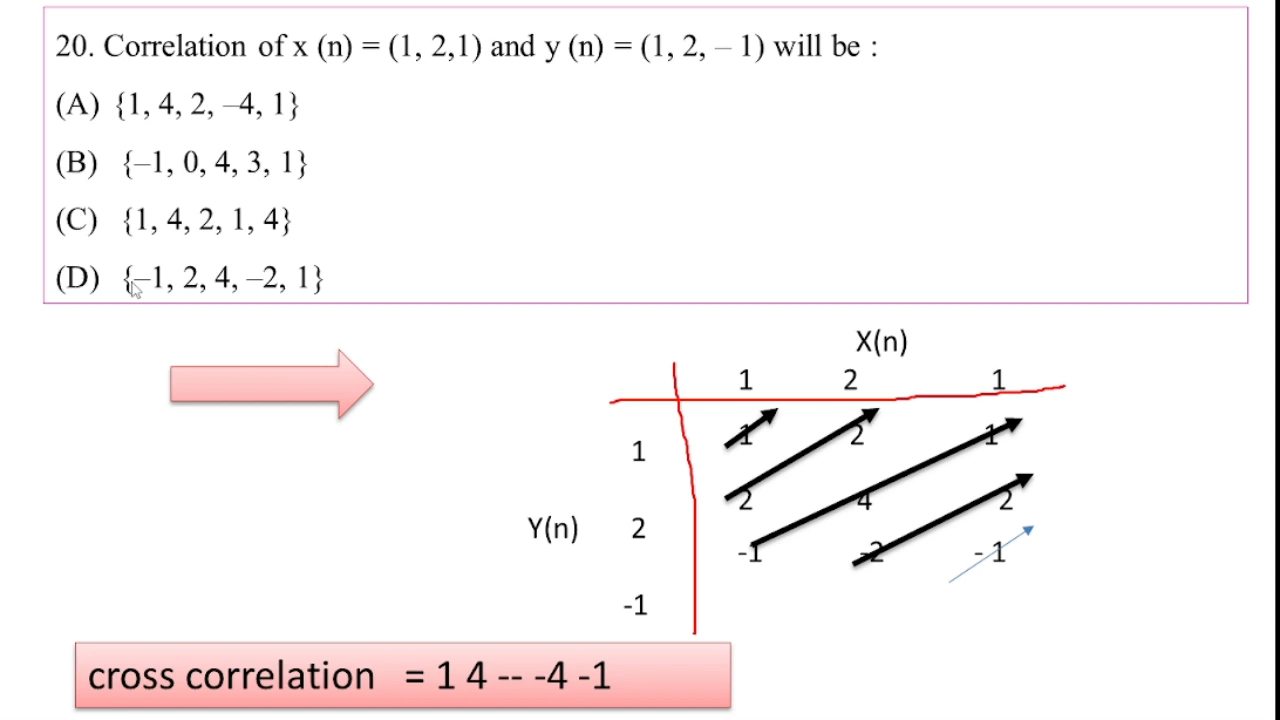 20. Correlation of x (n) = (1, 2,1) and y (n) = (1, 2, – 1) will be :
(A) {1, 4, 2, –4, 1}
(B) {–1, 0, 4, 3, 1}
(C) {1, 4, 2, 1, 4}
(D) {–1, 2, 4, –2, 1}
X(n)
1 2 1
1 1 2 1
Y(n) 2 2 4 2
-1 -1 -2 - 1
cross correlation = 1 4 -- -4 -1